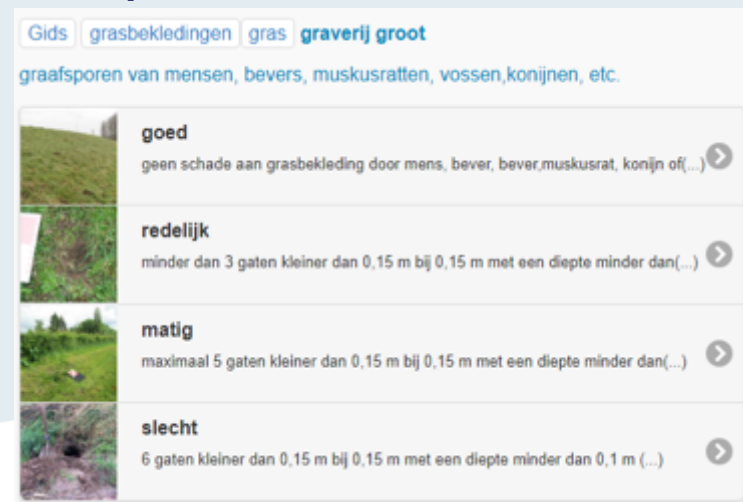 Gids grasbekledingen gras graverij groot
graafsporen van mensen, bevers, muskusratten, vossen,konijnen, etc.
goed
geen schade aan grasbekleding door mens, bever, bever,muskusrat, konijn of(...)
redelijk
minder dan 3 gaten kleiner dan 0,15 m bij 0,15 m met een diepte minder dan(...)
matig
maximaal 5 gaten kleiner dan 0,15 m bij 0,15 m met een diepte minder dan(...)
slecht
6 gaten kleiner dan 0,15 m bij 0,15 m met een diepte minder dan 0,1 m (...)